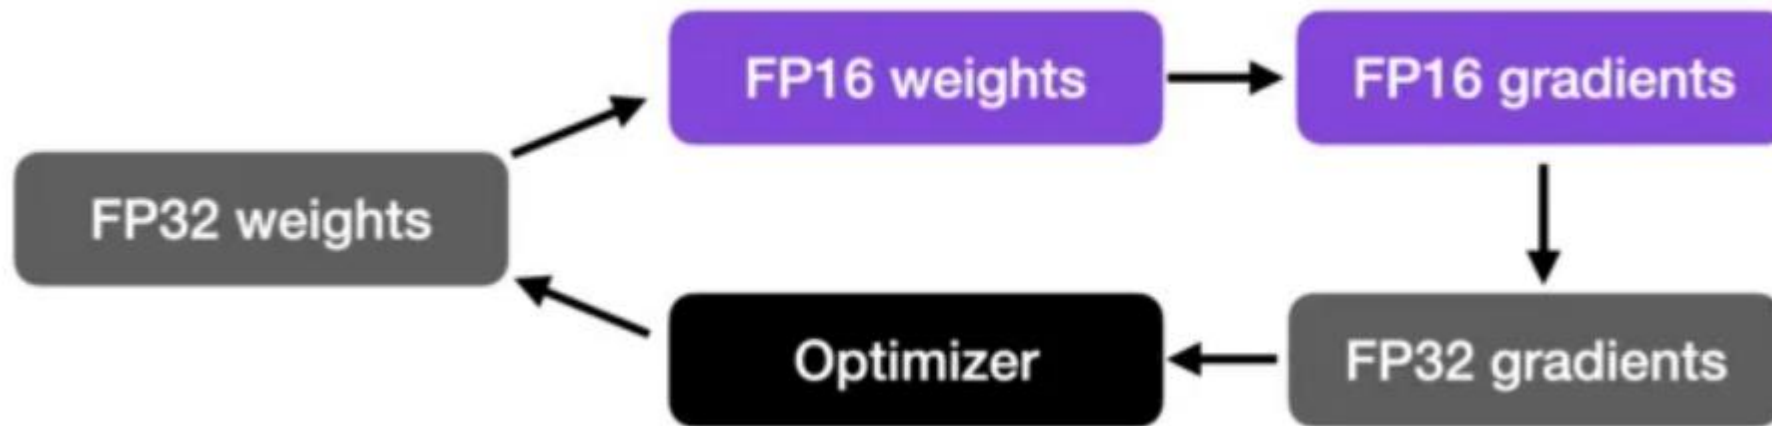 FP16 weights
FP16 gradients
FP32 weights
Optimizer
FP32 gradients